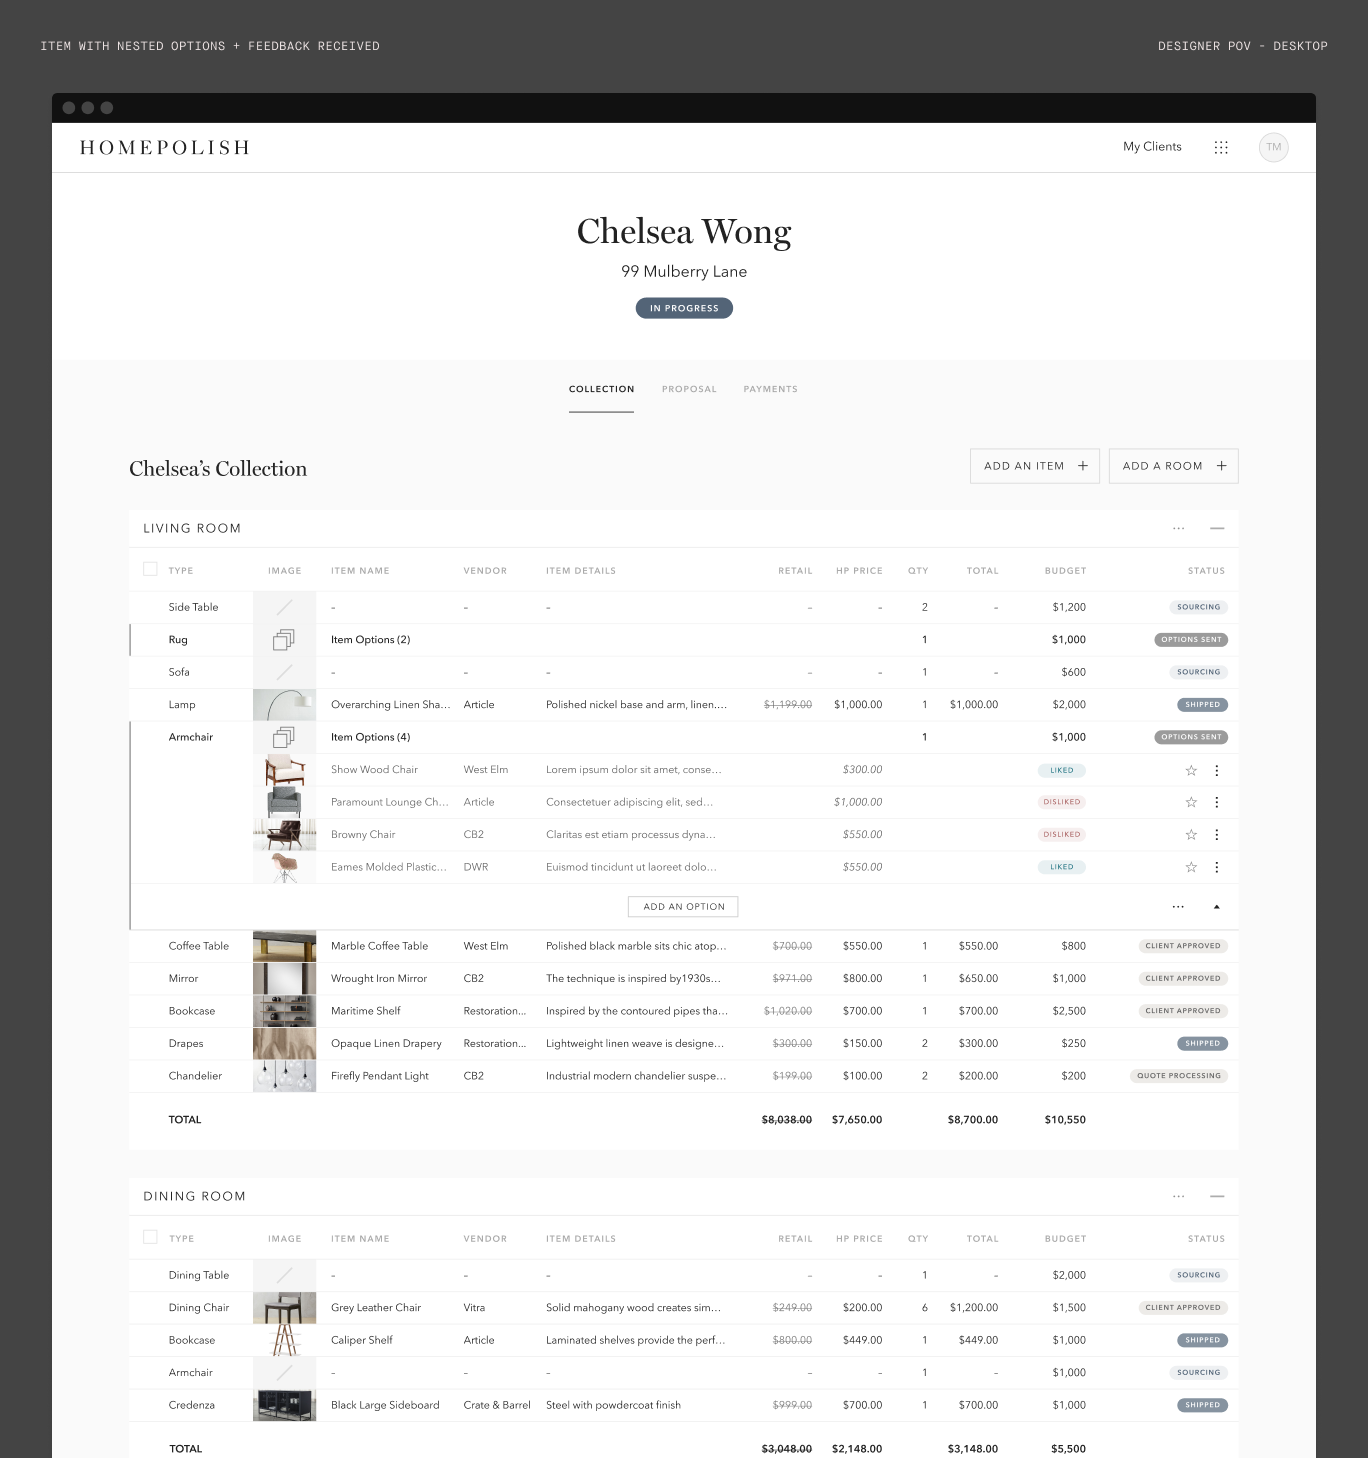 ITEM WITH NESTED OPTIONS + FEEDBACK RECEIVED DESIGNER POV - DESKTOP
HOMEPOLISH My Clients TM
Chelsea Wong
99 Mulberry Lane
IN PROGRESS
COLLECTION PROPOSAL PAYMENTS
Chelsea's Collection ADD AN ITEM + ADD A ROOM +
LIVING ROOM ... —
TYPE IMAGE ITEM NAME VENDOR ITEM DETAILS RETAIL HP PRICE QTY TOTAL BUDGET STATUS
Side Table – – – – – 2 – $1,200 SOURCING
Rug Item Options (2) 1 $1,000 OPTIONS SENT
Sofa – – – – – 1 – $600 SOURCING
Lamp Overarching Linen Sha... Article Polished nickel base and arm, linen.... $1,199.00 $1,000.00 1 $1,000.00 $2,000 SHIPPED
Armchair Item Options (4) 1 $1,000 OPTIONS SENT
Show Wood Chair West Elm Lorem ipsum dolor sit amet, conse... $300.00 LIKED
Paramount Lounge Ch... Article Consectetuer adipiscing elit, sed... $1,000.00 DISLIKED
Browny Chair CB2 Claritas est etiam processus dyna... $550.00 DISLIKED
Eames Molded Plastic... DWR Euismod tincidunt ut laoreet dolo... $550.00 LIKED
ADD AN OPTION ...
Coffee Table Marble Coffee Table West Elm Polished black marble sits chic atop... $700.00 $550.00 1 $550.00 $800 CLIENT APPROVED
Mirror Wrought Iron Mirror CB2 The technique is inspired by1930s... $971.00 $800.00 1 $650.00 $1,000 CLIENT APPROVED
Bookcase Maritime Shelf Restoration... Inspired by the contoured pipes tha... $1,020.00 $700.00 1 $700.00 $2,500 CLIENT APPROVED
Drapes Opaque Linen Drapery Restoration... Lightweight linen weave is designe... $300.00 $150.00 2 $300.00 $250 SHIPPED
Chandelier Firefly Pendant Light CB2 Industrial modern chandelier suspe... $199.00 $100.00 2 $200.00 $200 QUOTE PROCESSING
TOTAL $8,038.00 $7,650.00 $8,700.00 $10,550
DINING ROOM ... —
TYPE IMAGE ITEM NAME VENDOR ITEM DETAILS RETAIL HP PRICE QTY TOTAL BUDGET STATUS
Dining Table – – – – – 1 – $2,000 SOURCING
Dining Chair Grey Leather Chair Vitra Solid mahogany wood creates sim... $249.00 $200.00 6 $1,200.00 $1,500 CLIENT APPROVED
Bookcase Caliper Shelf Article Laminated shelves provide the perf... $800.00 $449.00 1 $449.00 $1,000 SHIPPED
Armchair – – – – – 1 – $1,000 SOURCING
Credenza Black Large Sideboard Crate & Barrel Steel with powdercoat finish $999.00 $700.00 1 $700.00 $1,000 SHIPPED
TOTAL $3,048.00 $2,148.00 $3,148.00 $5,500